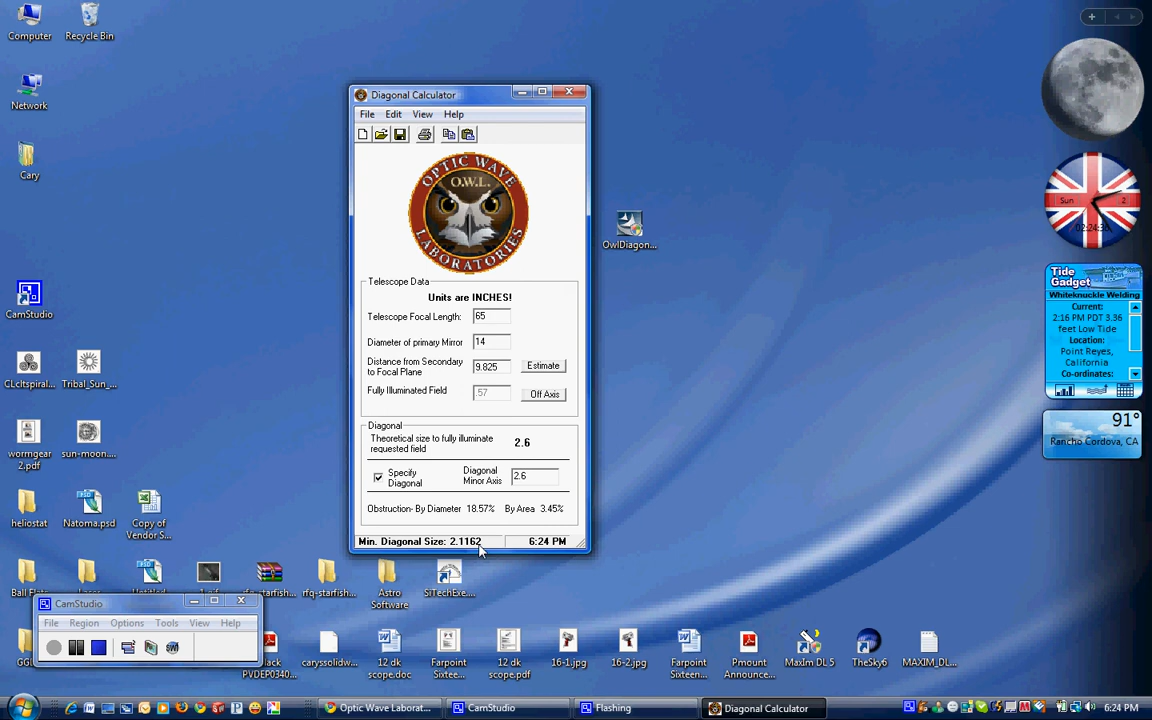 Computer
Recycle Bin
Network
Cary
CamStudio
CLcltspiral...
Tribal_Sun_...
wormgear
2.pdf
sun-moon....
heliostat
Natoma.psd
Copy of
Vendor S...
Diagonal Calculator
File Edit View Help
OPTIC WAVE
O.W.L.
LABORATORIES
Telescope Data
Units are INCHES!
Telescope Focal Length: 65
Diameter of primary Mirror 14
Distance from Secondary
to Focal Plane 9.825 Estimate
Fully Illuminated Field .57 Off Axis
Diagonal
Theoretical size to fully illuminate
requested field 2.6
Specify
Diagonal
Diagonal
Minor Axis 2.6
Obstruction- By Diameter 18.57% By Area 3.45%
Min. Diagonal Size: 2.1162 6:24 PM
OwlDiagon...
Sun 2
Tide
Gadget
Whiteknuckle Welding
Current:
2:16 PM PDT 3.36
feet Low Tide
Location:
Point Reyes,
California
Co-ordinates:
91°
Rancho Cordova, CA
rfq-starfish...
rfq-starfish...
Astro
Software
SiTechExe....
CamStudio
File Region Options Tools View Help
PVDEP0340...
caryssolidw...
12 dk
scope.doc
Farpoint
Sixtee...
12 dk
scope.pdf
16-1.jpg
16-2.jpg
Farpoint
Sixteen...
Pmount
Announce...
MaxIm DL 5
TheSky6
MAXIM_DL...
Optic Wave Laborat...
CamStudio
Flashing
Diagonal Calculator
6:24 PM